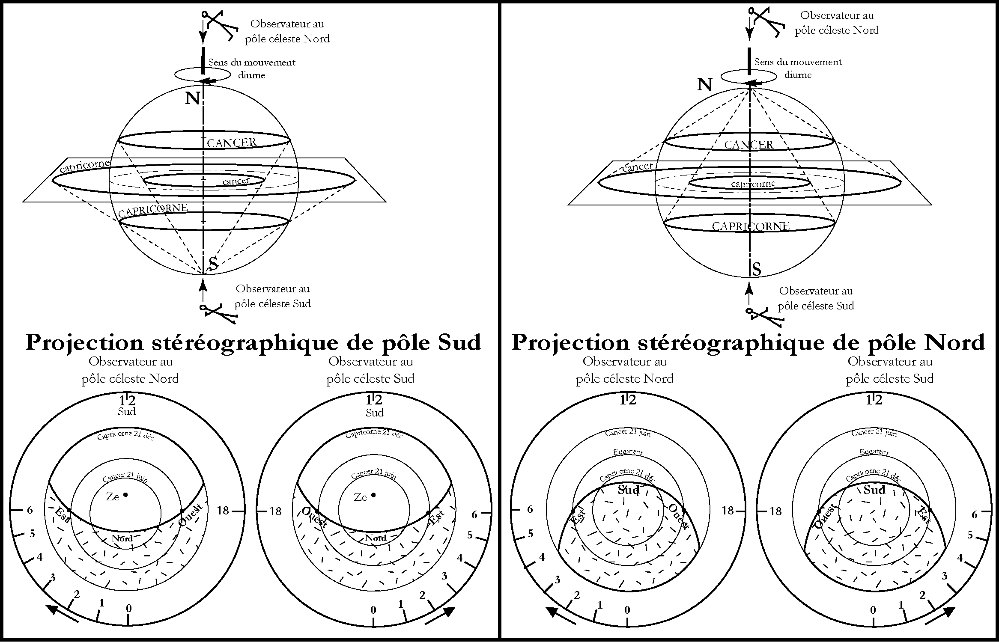 Observateur au
pôle céleste Nord
Sens du mouvement
diurne
N
CANCER
capricorne
cancer
CAPRICORNE
S
Observateur au
pôle céleste Sud
Projection stéréographique de pôle Sud
Observateur au
pôle céleste Nord
12
Sud
Capricorne 21 déc
Cancer 21 juin
Ze
6
Est
Ouest
18
Nord
5
4
3
2
1
0
Observateur au
pôle céleste Sud
12
Sud
Capricorne 21 déc
Cancer 21 juin
Ze
18
Ouest
Est
6
Nord
5
4
3
2
1
0
Observateur au
pôle céleste Nord
Sens du mouvement
diurne
N
CANCER
cancer
capricorne
CAPRICORNE
S
Observateur au
pôle céleste Sud
Projection stéréographique de pôle Nord
Observateur au
pôle céleste Nord
12
Cancer 21 juin
Equateur
Capricorne 21 déc
Sud
6
Est
Ouest
18
5
4
3
2
1
0
Observateur au
pôle céleste Sud
12
Cancer 21 juin
Equateur
Capricorne 21 déc
Sud
18
Ouest
Est
6
5
4
3
2
1
0